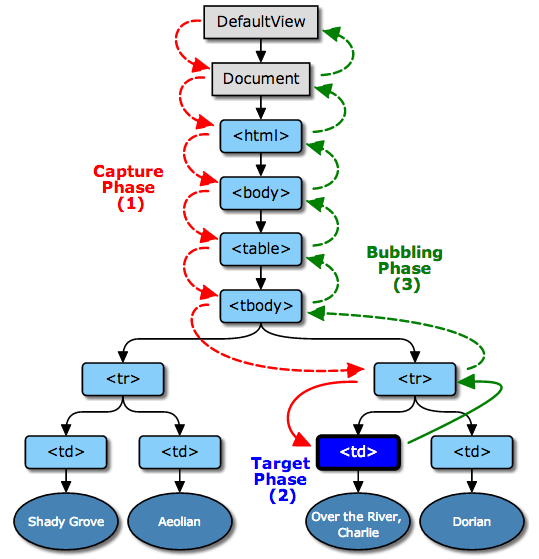 DefaultView
Document
<html>
Capture
Phase
(1)
<body>
<table>
Bubbling
Phase
(3)
<tbody>
<tr>
<tr>
<td>
<td>
Target
Phase
(2)
<td>
<td>
Shady Grove
Aeolian
Over the River,
Charlie
Dorian